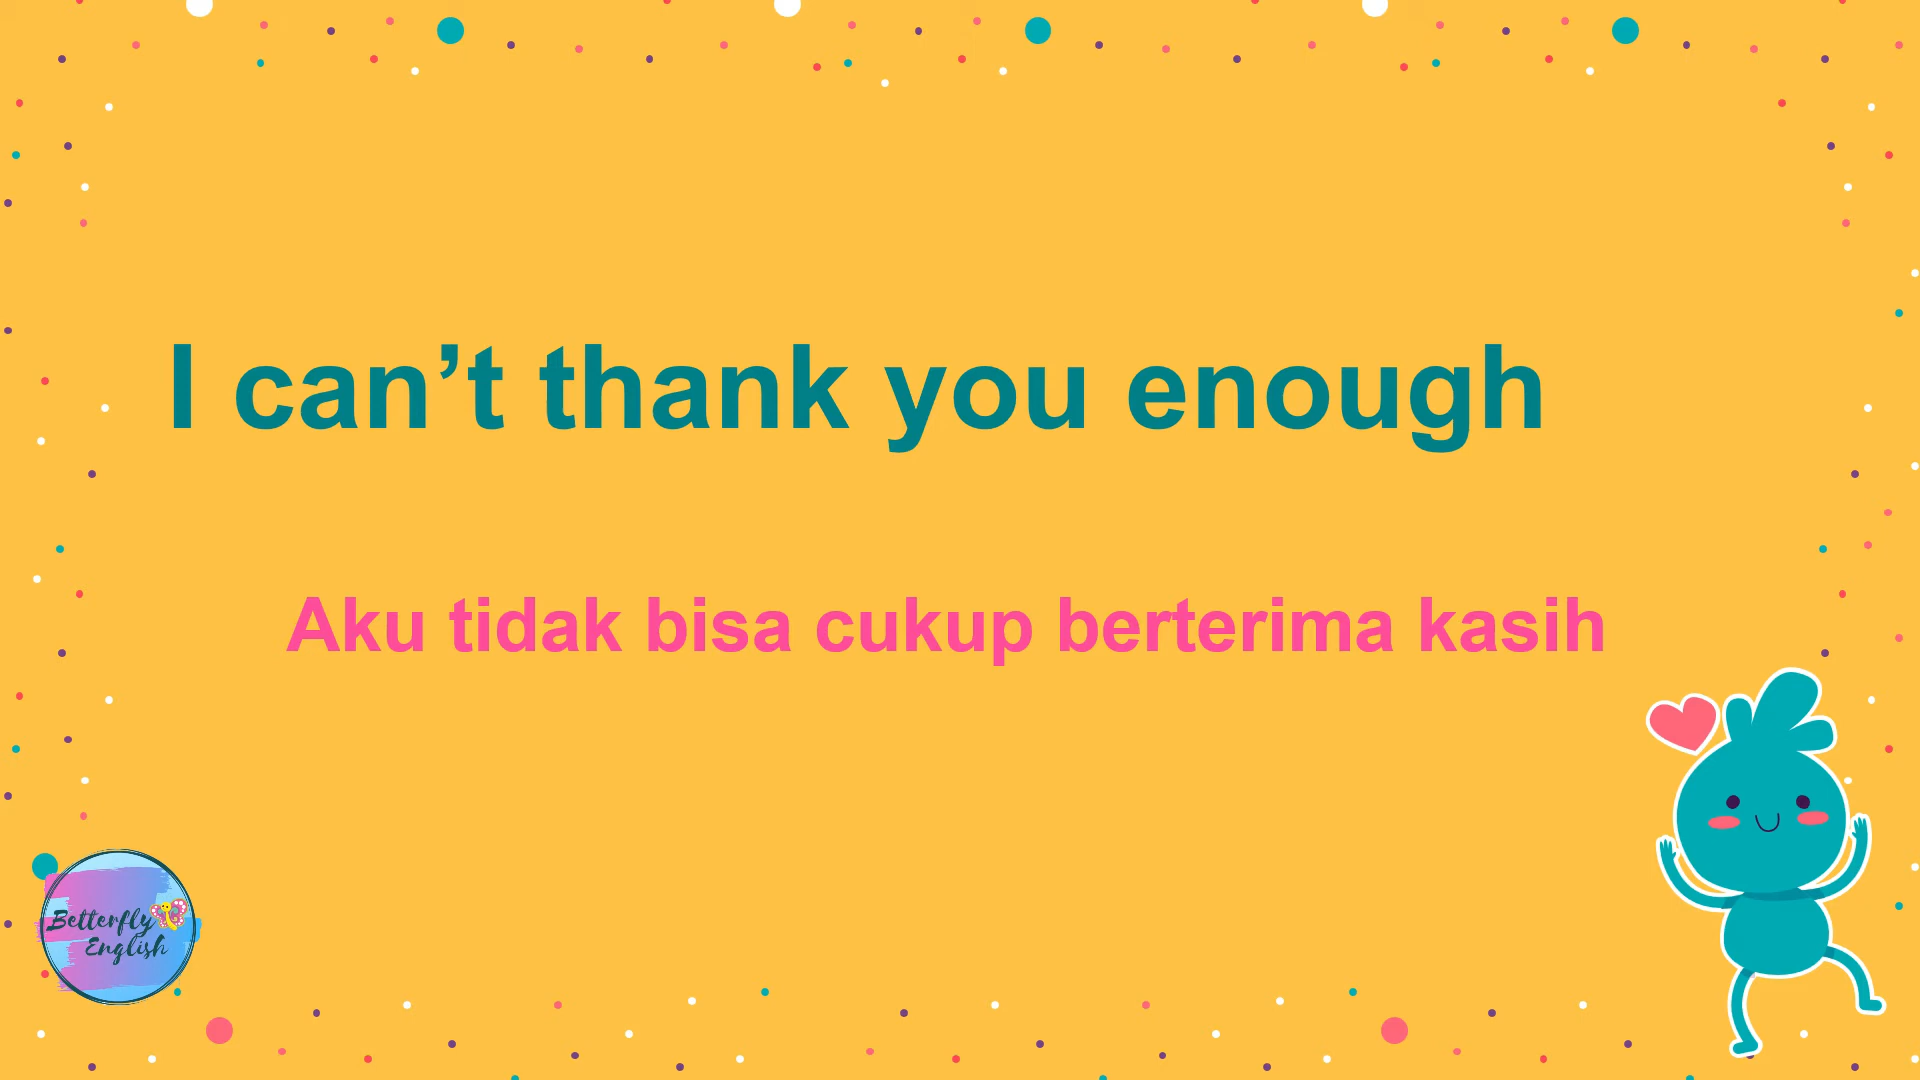 I can’t thank you enough
Aku tidak bisa cukup berterima kasih
Betterfly
English